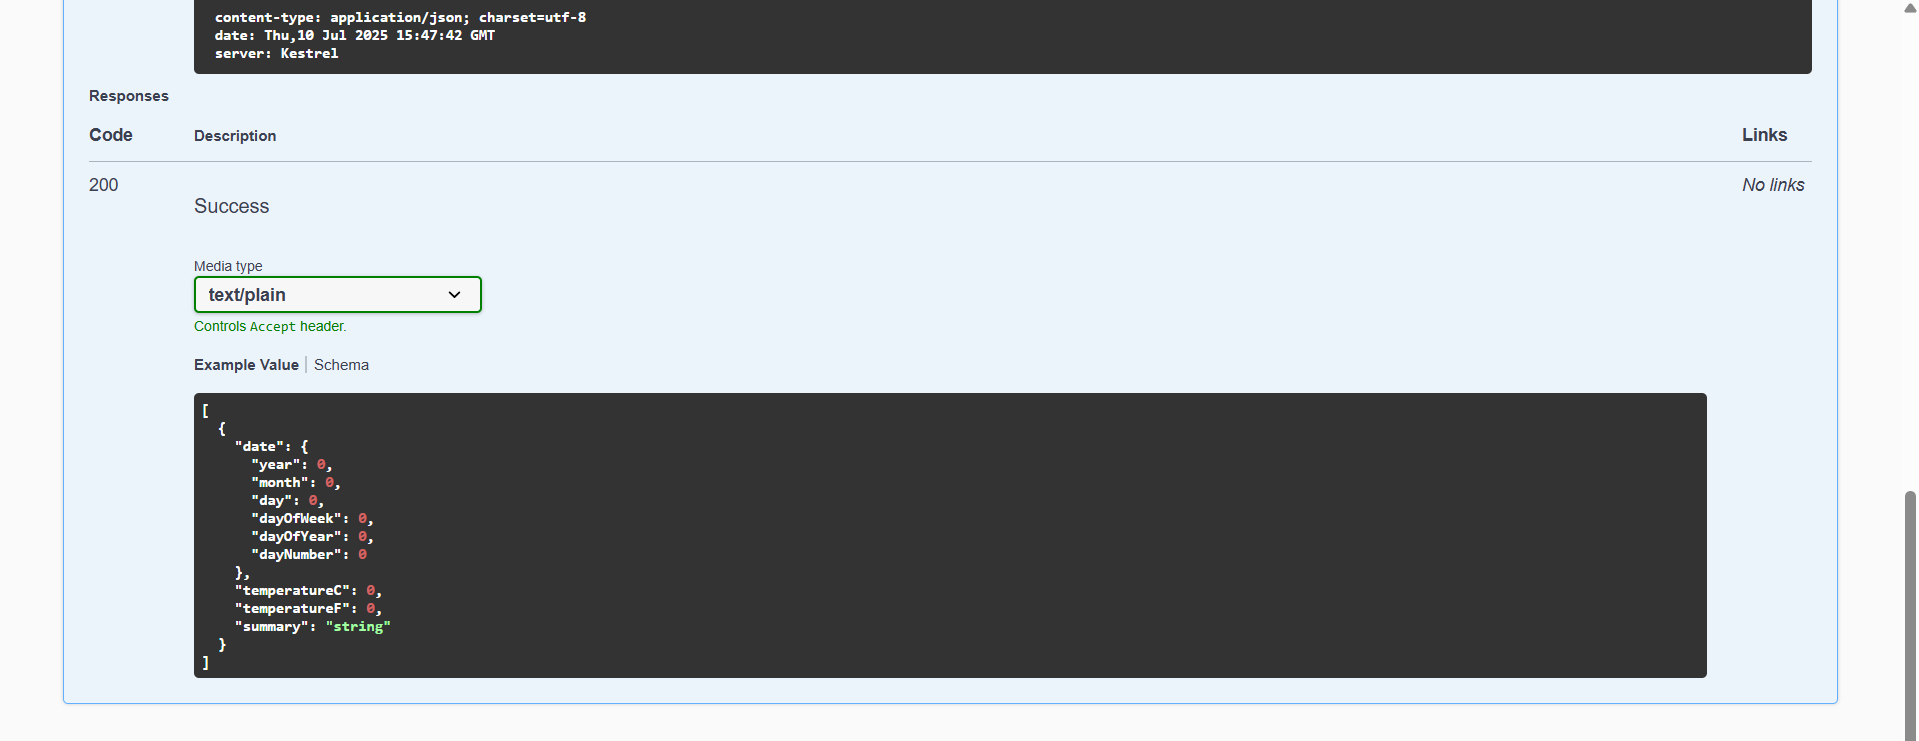 content-type: application/json; charset=utf-8
date: Thu,10 Jul 2025 15:47:42 GMT
server: Kestrel
Responses
Code Description Links
200 No links
Success
Media type
text/plain
Controls Accept header.
Example Value | Schema
[
  {
    "date": {
      "year": 0,
      "month": 0,
      "day": 0,
      "dayOfWeek": 0,
      "dayOfYear": 0,
      "dayNumber": 0
    },
    "temperatureC": 0,
    "temperatureF": 0,
    "summary": "string"
  }
]